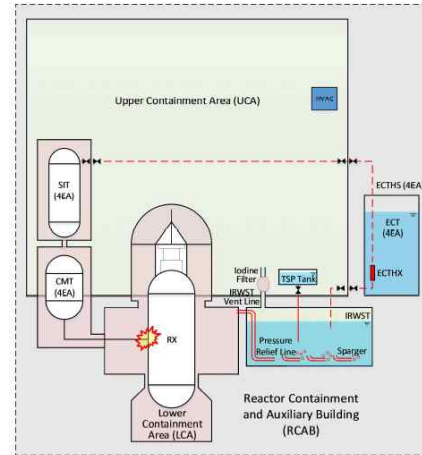 Upper Containment Area (UCA)
HVAC
SIT
(4EA)
ECTHS (4EA)
ECT
(4EA)
ECTHX
CMT
(4EA)
Iodine
Filter
TSP Tank
IRWST
Vent Line
IRWST
RX
Pressure
Relief Line
Sparger
Lower
Containment
Area (LCA)
Reactor Containment
and Auxiliary Building
(RCAB)